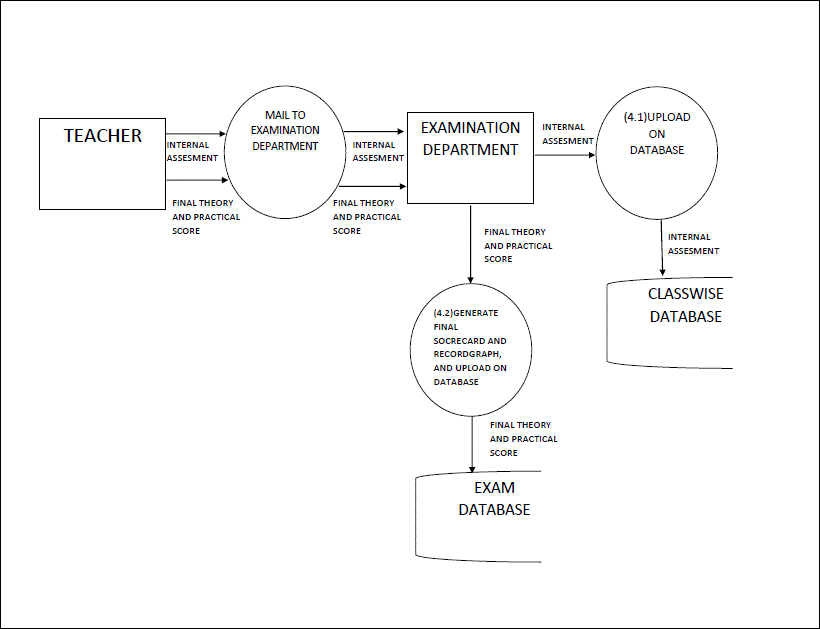 TEACHER
INTERNAL
ASSESMENT
FINAL THEORY
AND PRACTICAL
SCORE
MAIL TO
EXAMINATION
DEPARTMENT
INTERNAL
ASSESMENT
FINAL THEORY
AND PRACTICAL
SCORE
EXAMINATION
DEPARTMENT
INTERNAL
ASSESMENT
(4.1)UPLOAD
ON
DATABASE
INTERNAL
ASSESMENT
CLASSWISE
DATABASE
FINAL THEORY
AND PRACTICAL
SCORE
(4.2)GENERATE
FINAL
SOCRECARD AND
RECORDGRAPH,
AND UPLOAD ON
DATABASE
FINAL THEORY
AND PRACTICAL
SCORE
EXAM
DATABASE